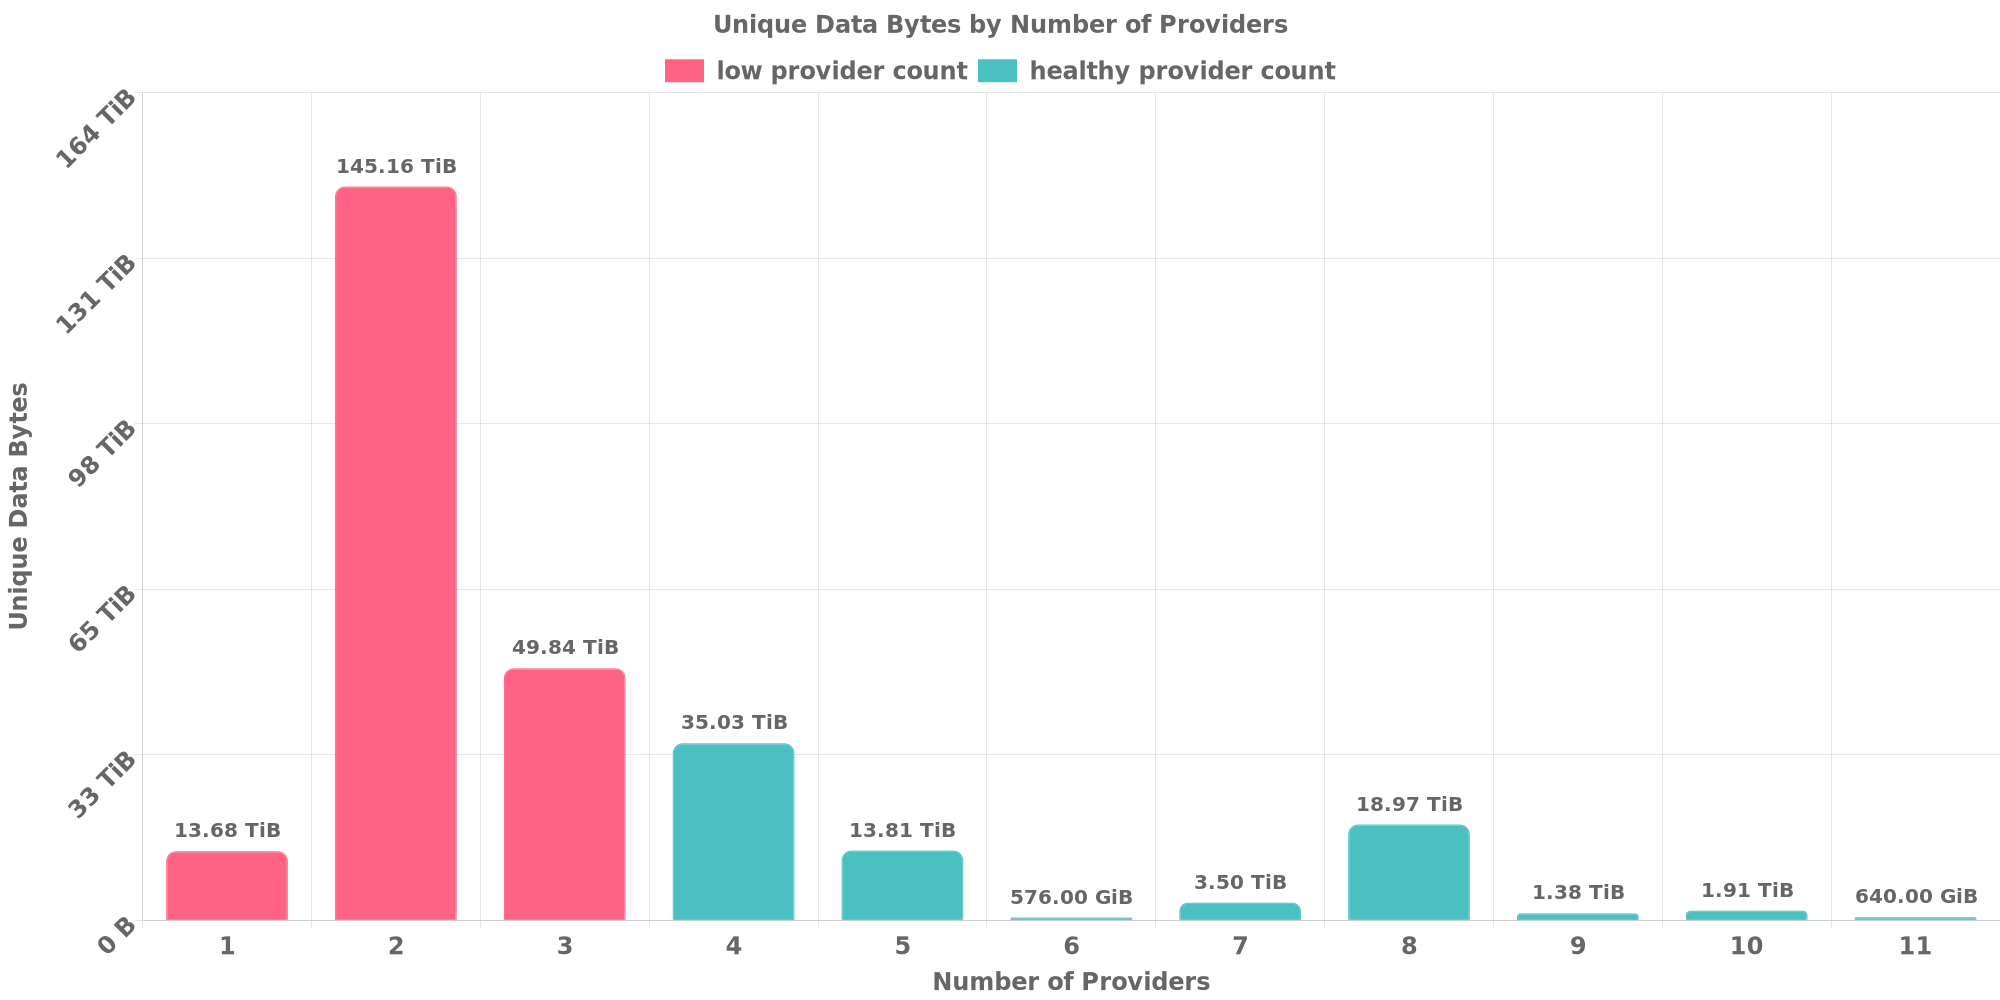 Unique Data Bytes by Number of Providers
low provider count
healthy provider count
164 TiB
131 TiB
98 TiB
65 TiB
33 TiB
0 B
Unique Data Bytes
13.68 TiB
145.16 TiB
49.84 TiB
35.03 TiB
13.81 TiB
576.00 GiB
3.50 TiB
18.97 TiB
1.38 TiB
1.91 TiB
640.00 GiB
1 2 3 4 5 6 7 8 9 10 11
Number of Providers